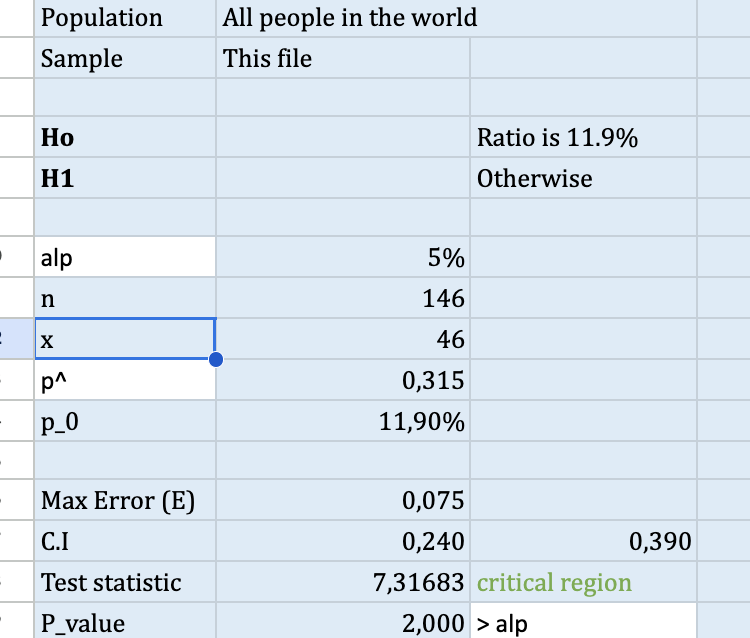 Population All people in the world
Sample This file
Ho Ratio is 11.9%
H1 Otherwise
alp 5%
n 146
x 46
p^ 0,315
p_0 11,90%
Max Error (E) 0,075
C.I 0,240 0,390
Test statistic 7,31683 critical region
P_value 2,000 > alp